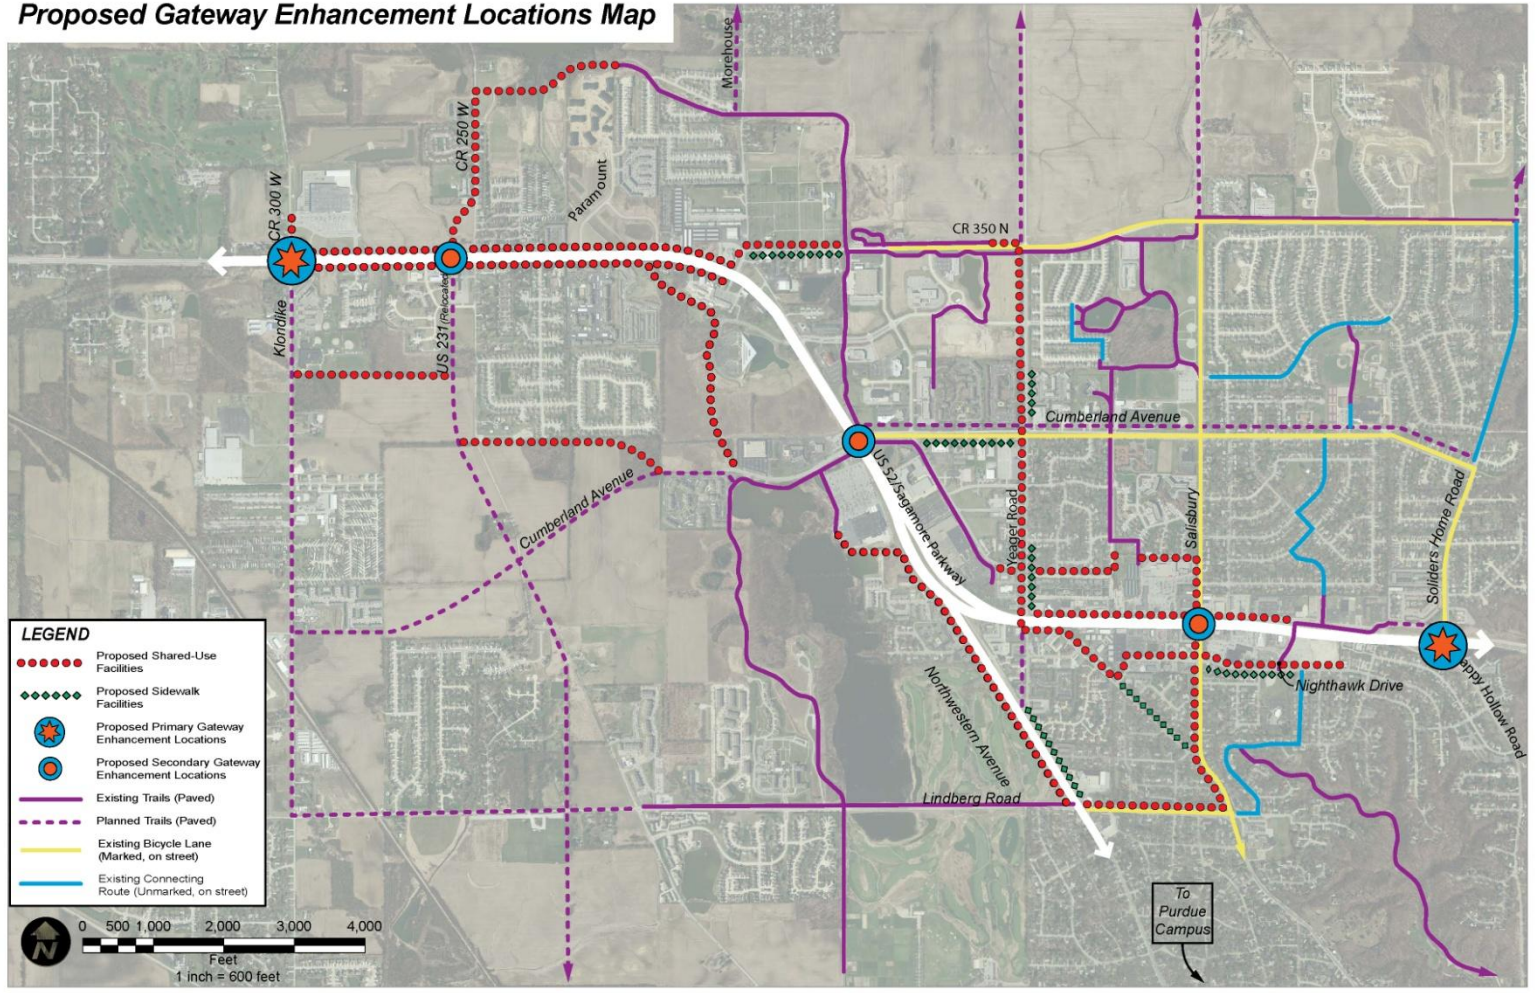 Proposed Gateway Enhancement Locations Map
Morehouse
CR 250 W
Paramount
CR 300 W
CR 350 N
Klondike
US 231 (Relocated)
Cumberland Avenue
US 52/Sagamore Parkway
Cumberland Avenue
Yeager Road
Salisbury
Soliders Home Road
Northwestern Avenue
Nighthawk Drive
appy Hollow Road
Lindberg Road
To
Purdue
Campus
LEGEND
Proposed Shared-Use
Facilities
Proposed Sidewalk
Facilities
Proposed Primary Gateway
Enhancement Locations
Proposed Secondary Gateway
Enhancement Locations
Existing Trails (Paved)
Planned Trails (Paved)
Existing Bicycle Lane
(Marked, on street)
Existing Connecting
Route (Unmarked, on street)
N
0 500 1,000 2,000 3,000 4,000
Feet
1 inch = 600 feet